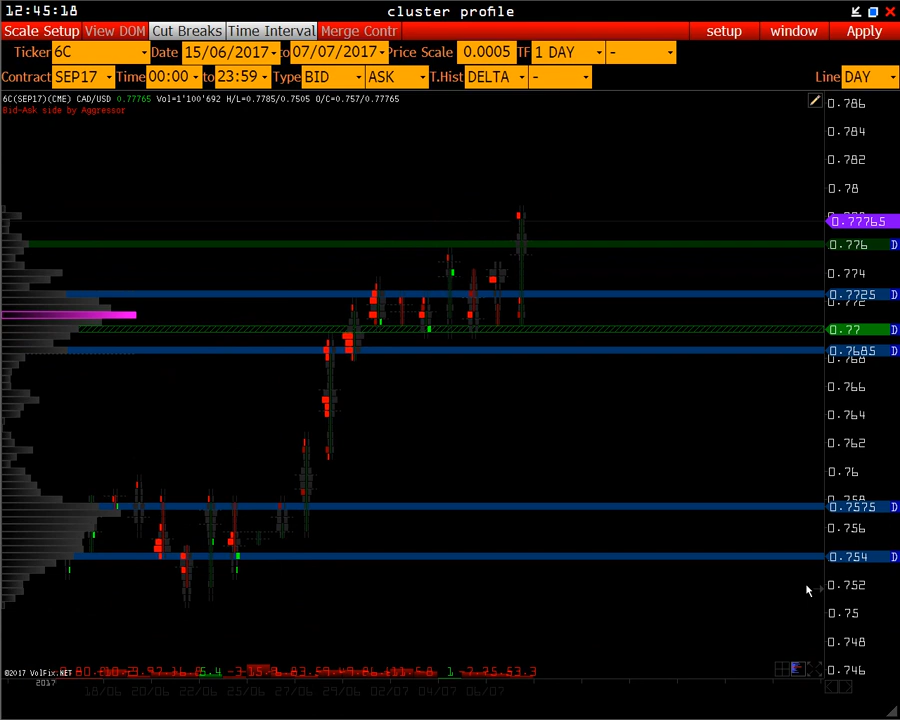 12:45:18 cluster profile
Scale Setup View DOM Cut Breaks Time Interval Merge Contr setup window Apply
Ticker 6C Date 15/06/2017 to 07/07/2017 Price Scale 0.0005 TF 1 DAY -
Contract SEP17 Time 00:00 to 23:59 Type BID ASK T.Hist DELTA - Line DAY
6C(SEP17)(CME) CAD/USD 0.77765 Vol=1'100'692 H/L=0.7785/0.7505 O/C=0.757/0.77765
Bid-Ask side by Aggressor
0.786
0.784
0.782
0.78
0.77765
0.776 D
0.774
0.7725 D
0.772
0.77 D
0.7685 D
0.768
0.766
0.764
0.762
0.76
0.758
0.7575 D
0.756
0.754 D
0.752
0.75
0.748
0.746
©2017 VolFix.NET
2017
18/06 20/06 22/06 25/06 27/06 29/06 02/07 04/07 06/07